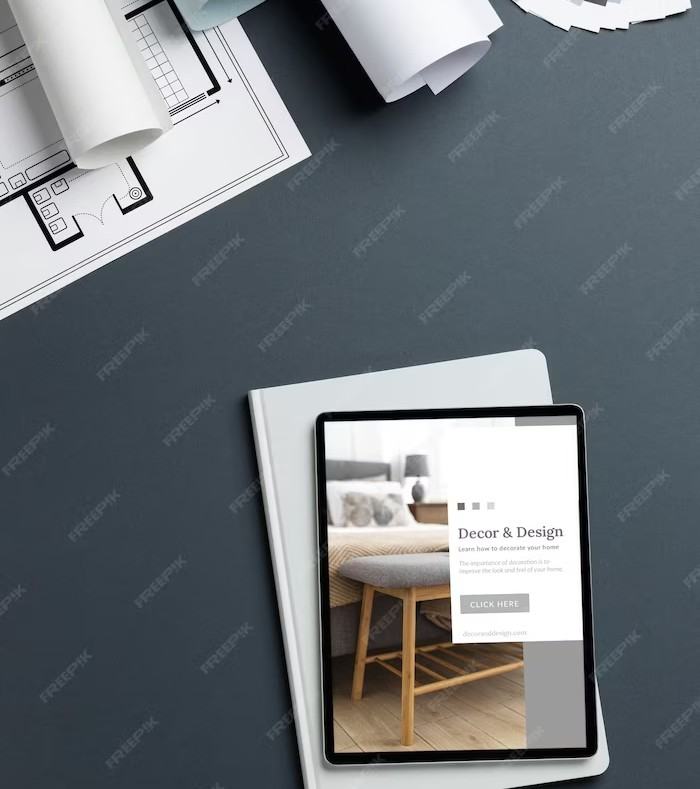 Decor & Design
Learn how to decorate your home
The importance of decoration is to
improve the look and feel of your home.
CLICK HERE
decoranddesign.com
FREEPIK